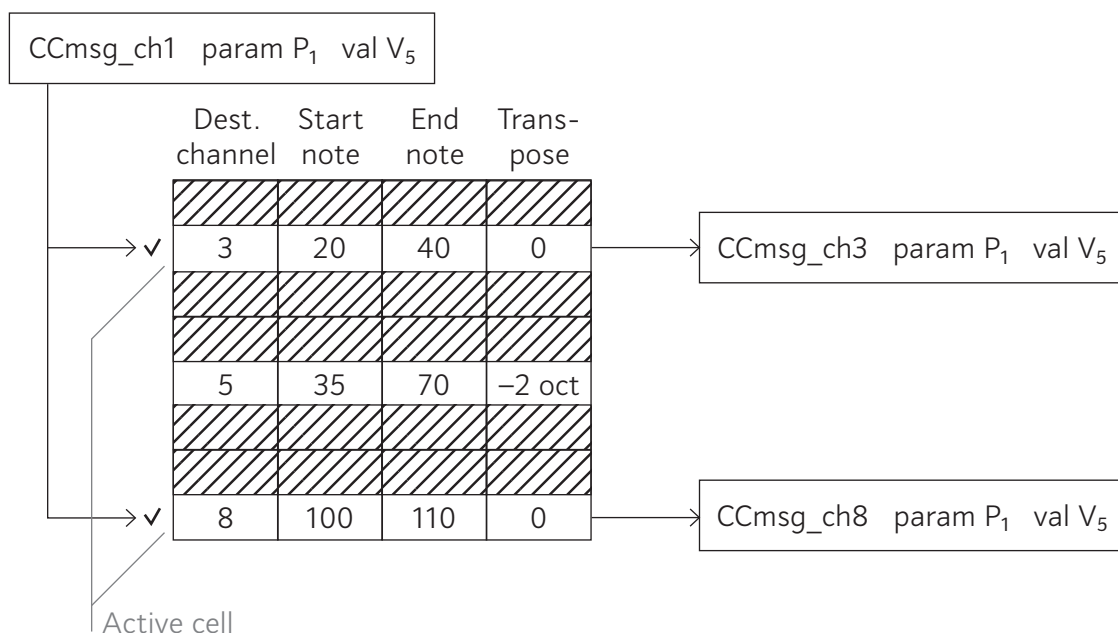 CCmsg_ch1 param P₁ val V₅
Dest. channel Start note End note Trans- pose
3 20 40 0
CCmsg_ch3 param P₁ val V₅
5 35 70 –2 oct
8 100 110 0
CCmsg_ch8 param P₁ val V₅
Active cell